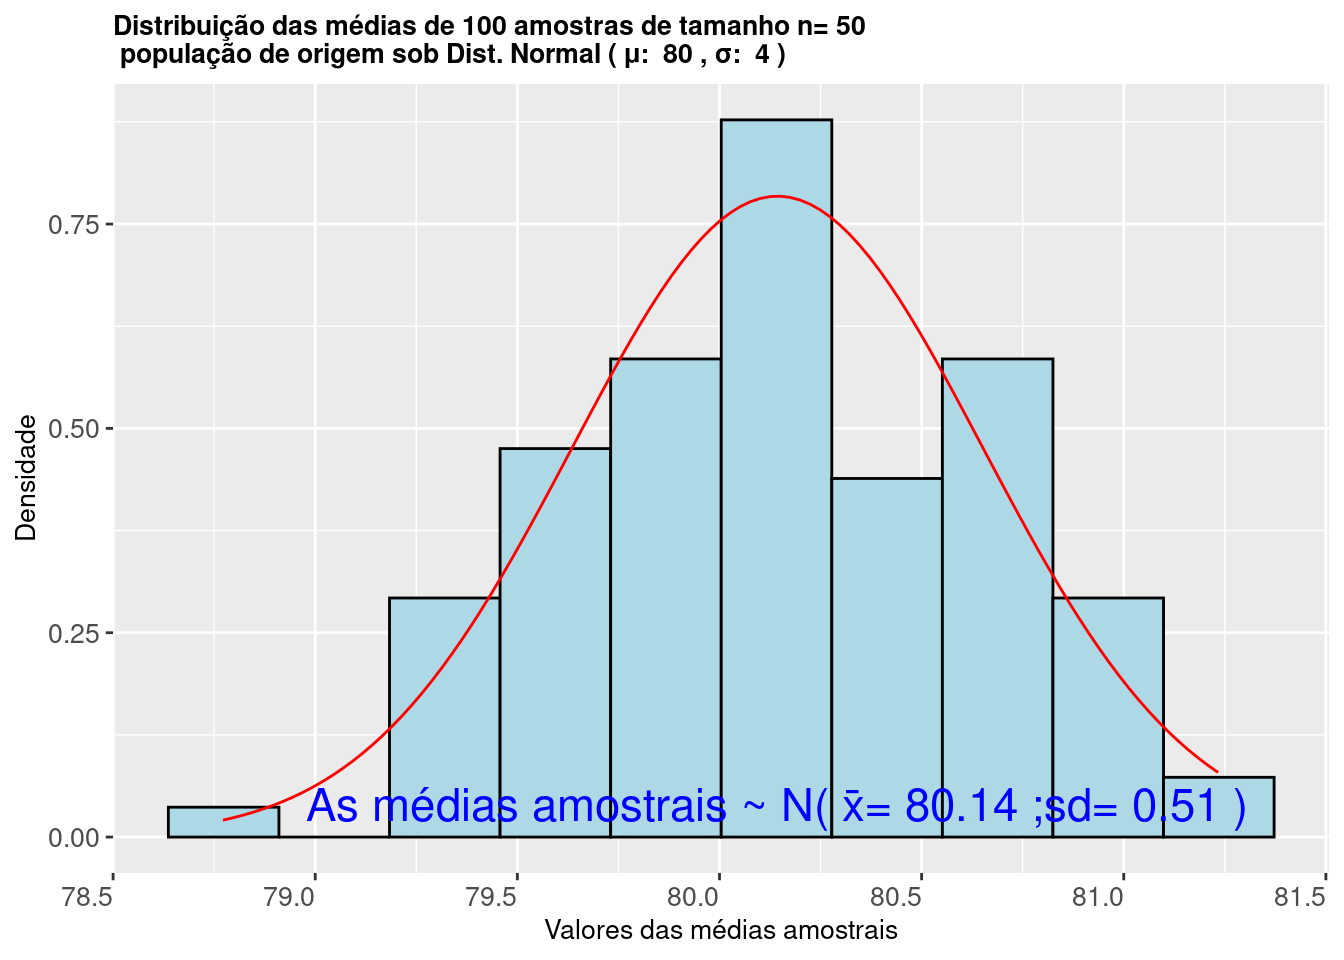 Distribuição das médias de 100 amostras de tamanho n= 50
população de origem sob Dist. Normal ( μ:  80 , σ:  4 )
Densidade
0.75
0.50
0.25
0.00
As médias amostrais ~ N( x̄= 80.14 ;sd= 0.51 )
78.5 79.0 79.5 80.0 80.5 81.0 81.5
Valores das médias amostrais